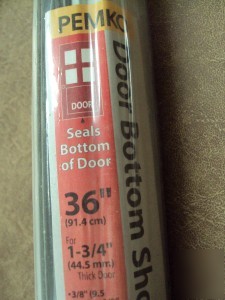 PEMKO
DOOR
Seals
Bottom
of Door
36"
(91.4 cm)
For
1-3/4"
(44.5 mm)
Thick Door
Door Bottom